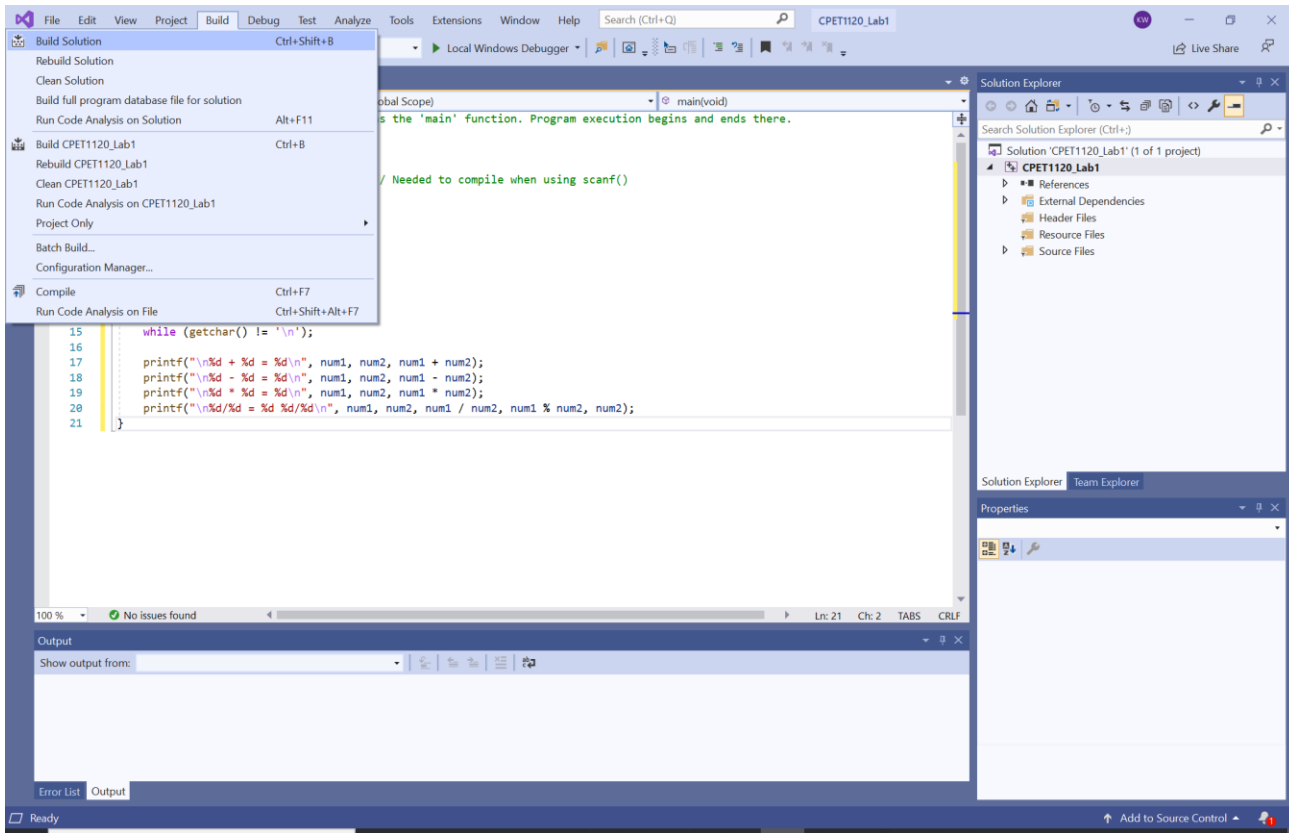 File Edit View Project Build Debug Test Analyze Tools Extensions Window Help Search (Ctrl+Q) CPET1120_Lab1 KW
Build Solution Ctrl+Shift+B
Local Windows Debugger
Live Share
Rebuild Solution
Clean Solution
Build full program database file for solution
Run Code Analysis on Solution Alt+F11
Build CPET1120_Lab1 Ctrl+B
Rebuild CPET1120_Lab1
Clean CPET1120_Lab1
Run Code Analysis on CPET1120_Lab1
Project Only
Batch Build...
Configuration Manager...
Compile Ctrl+F7
Run Code Analysis on File Ctrl+Shift+Alt+F7
obal Scope) main(void)
s the 'main' function. Program execution begins and ends there.
/ Needed to compile when using scanf()
15 while (getchar() != '\n');
16
17 printf("\n%d + %d = %d\n", num1, num2, num1 + num2);
18 printf("\n%d - %d = %d\n", num1, num2, num1 - num2);
19 printf("\n%d * %d = %d\n", num1, num2, num1 * num2);
20 printf("\n%d/%d = %d %d/%d\n", num1, num2, num1 / num2, num1 % num2, num2);
21 }
100 % No issues found Ln: 21 Ch: 2 TABS CRLF
Output
Show output from:
Error List Output
Solution Explorer
Search Solution Explorer (Ctrl+;)
Solution 'CPET1120_Lab1' (1 of 1 project)
CPET1120_Lab1
References
External Dependencies
Header Files
Resource Files
Source Files
Solution Explorer Team Explorer
Properties
Ready Add to Source Control 1